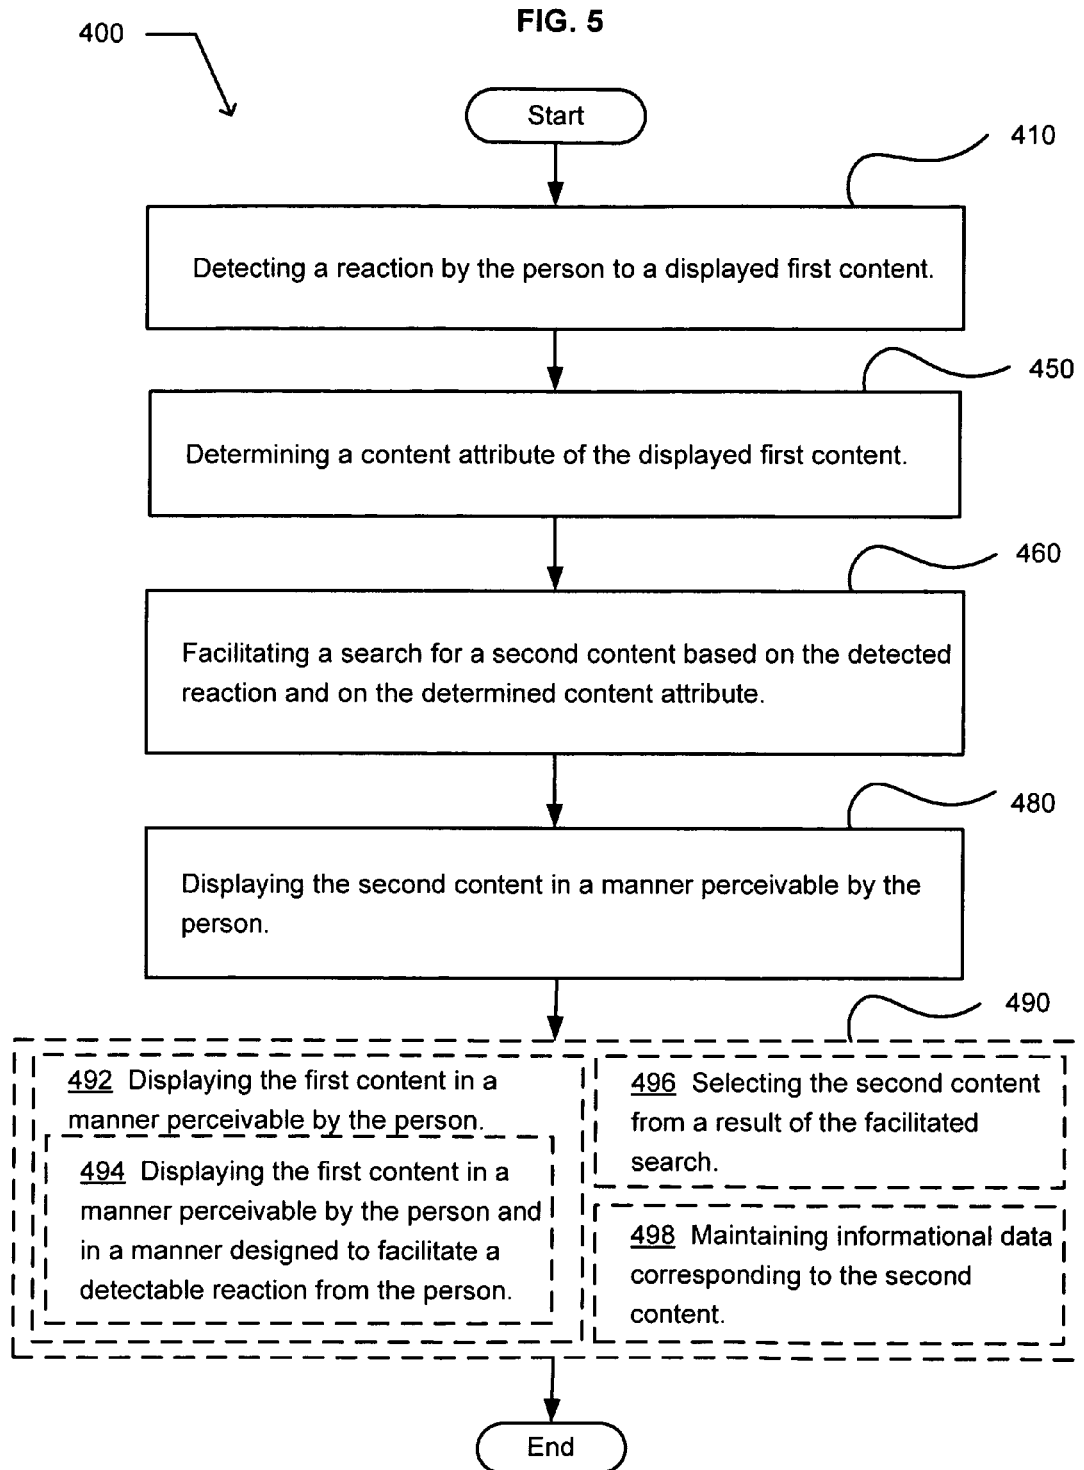 FIG. 5
400
Start
410
Detecting a reaction by the person to a displayed first content.
450
Determining a content attribute of the displayed first content.
460
Facilitating a search for a second content based on the detected
reaction and on the determined content attribute.
480
Displaying the second content in a manner perceivable by the
person.
490
492 Displaying the first content in a
manner perceivable by the person.
494 Displaying the first content in a
manner perceivable by the person and
in a manner designed to facilitate a
detectable reaction from the person.
496 Selecting the second content
from a result of the facilitated
search.
498 Maintaining informational data
corresponding to the second
content.
End